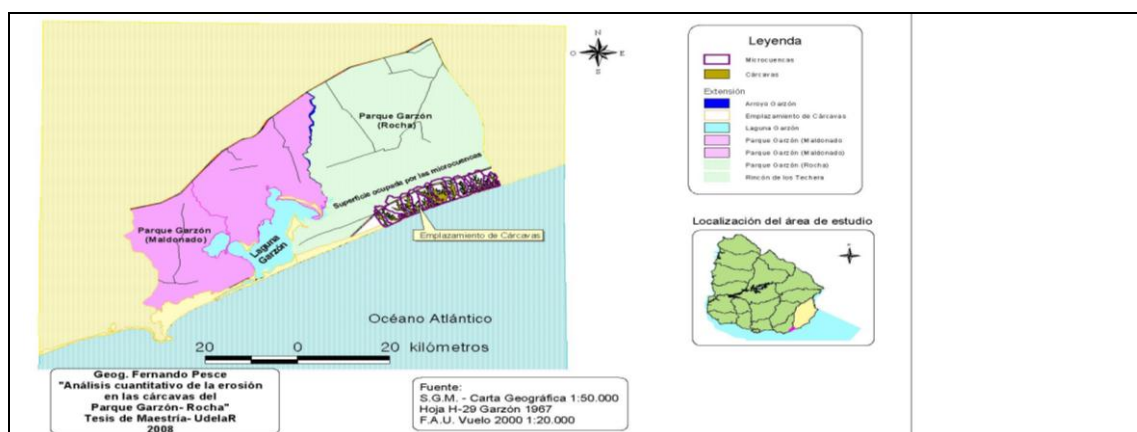 N
O
E
S
Parque Garzón
(Rocha)
Superficie ocupada por las microcuencas
Parque Garzón
(Maldonado)
Laguna
Garzón
Emplazamiento de Cárcavas
Océano Atlántico
20 0 20
kilómetros
Leyenda
Microcuencas
Cárcavas
Extensión
Arroyo Garzón
Emplazamiento de Cárcavas
Laguna Garzón
Parque Garzón (Maldonado
Parque Garzón (Maldonado)
Parque Garzón (Rocha)
Rincón de los Techera
Localización del área de estudio
Geog. Fernando Pesce
"Análisis cuantitativo de la erosión
en las cárcavas del
Parque Garzón- Rocha"
Tesis de Maestría- UdelaR
2008
Fuente:
S.G.M. - Carta Geográfica 1:50.000
Hoja H-29 Garzón 1967
F.A.U. Vuelo 2000 1:20.000